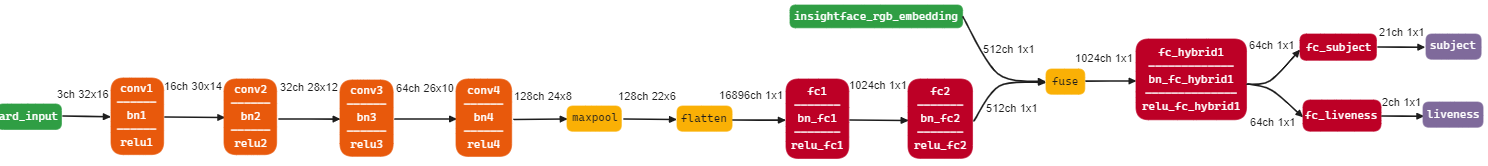 insightface_rgb_embedding
ard_input
3ch 32x16
conv1
bn1
relu1
16ch 30x14
conv2
bn2
relu2
32ch 28x12
conv3
bn3
relu3
64ch 26x10
conv4
bn4
relu4
128ch 24x8
maxpool
128ch 22x6
flatten
16896ch 1x1
fc1
bn_fc1
relu_fc1
1024ch 1x1
fc2
bn_fc2
relu_fc2
512ch 1x1
512ch 1x1
fuse
1024ch 1x1
fc_hybrid1
bn_fc_hybrid1
relu_fc_hybrid1
64ch 1x1
fc_subject
21ch 1x1
subject
64ch 1x1
fc_liveness
2ch 1x1
liveness